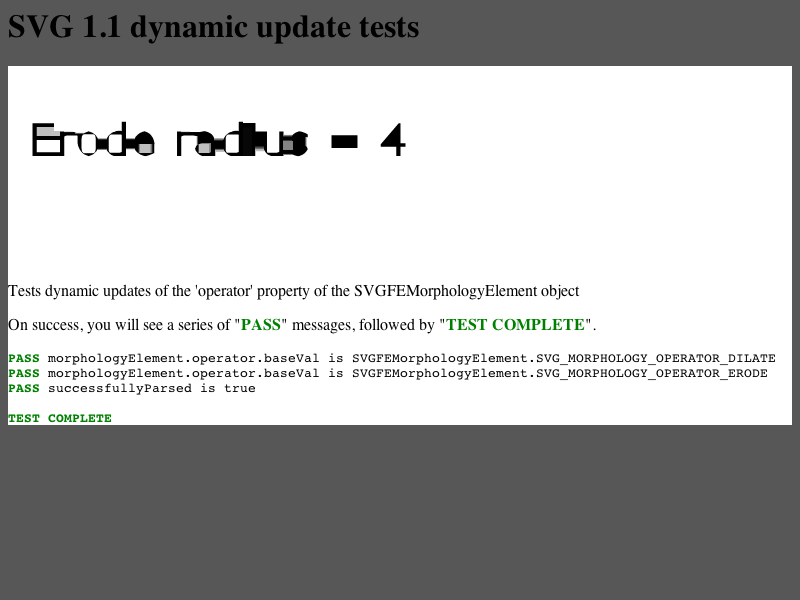 SVG 1.1 dynamic update tests
Erode radius = 4
Tests dynamic updates of the 'operator' property of the SVGFEMorphologyElement object
On success, you will see a series of "PASS" messages, followed by "TEST COMPLETE".
PASS morphologyElement.operator.baseVal is SVGFEMorphologyElement.SVG_MORPHOLOGY_OPERATOR_DILATE
PASS morphologyElement.operator.baseVal is SVGFEMorphologyElement.SVG_MORPHOLOGY_OPERATOR_ERODE
PASS successfullyParsed is true
TEST COMPLETE